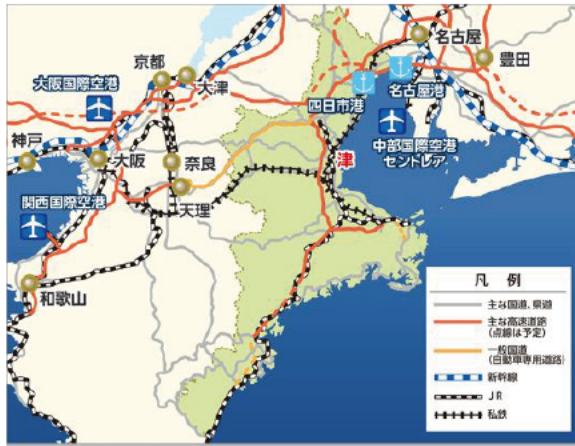 名古屋
京都
豊田
大阪国際空港
大津
四日市港
名古屋港
神戸
大阪
奈良
津
中部国際空港
セントレア
天理
関西国際空港
和歌山
凡 例
主な国道、県道
主な高速道路
(点線は予定)
一般国道
(自動車専用道路)
新幹線
JR
私鉄